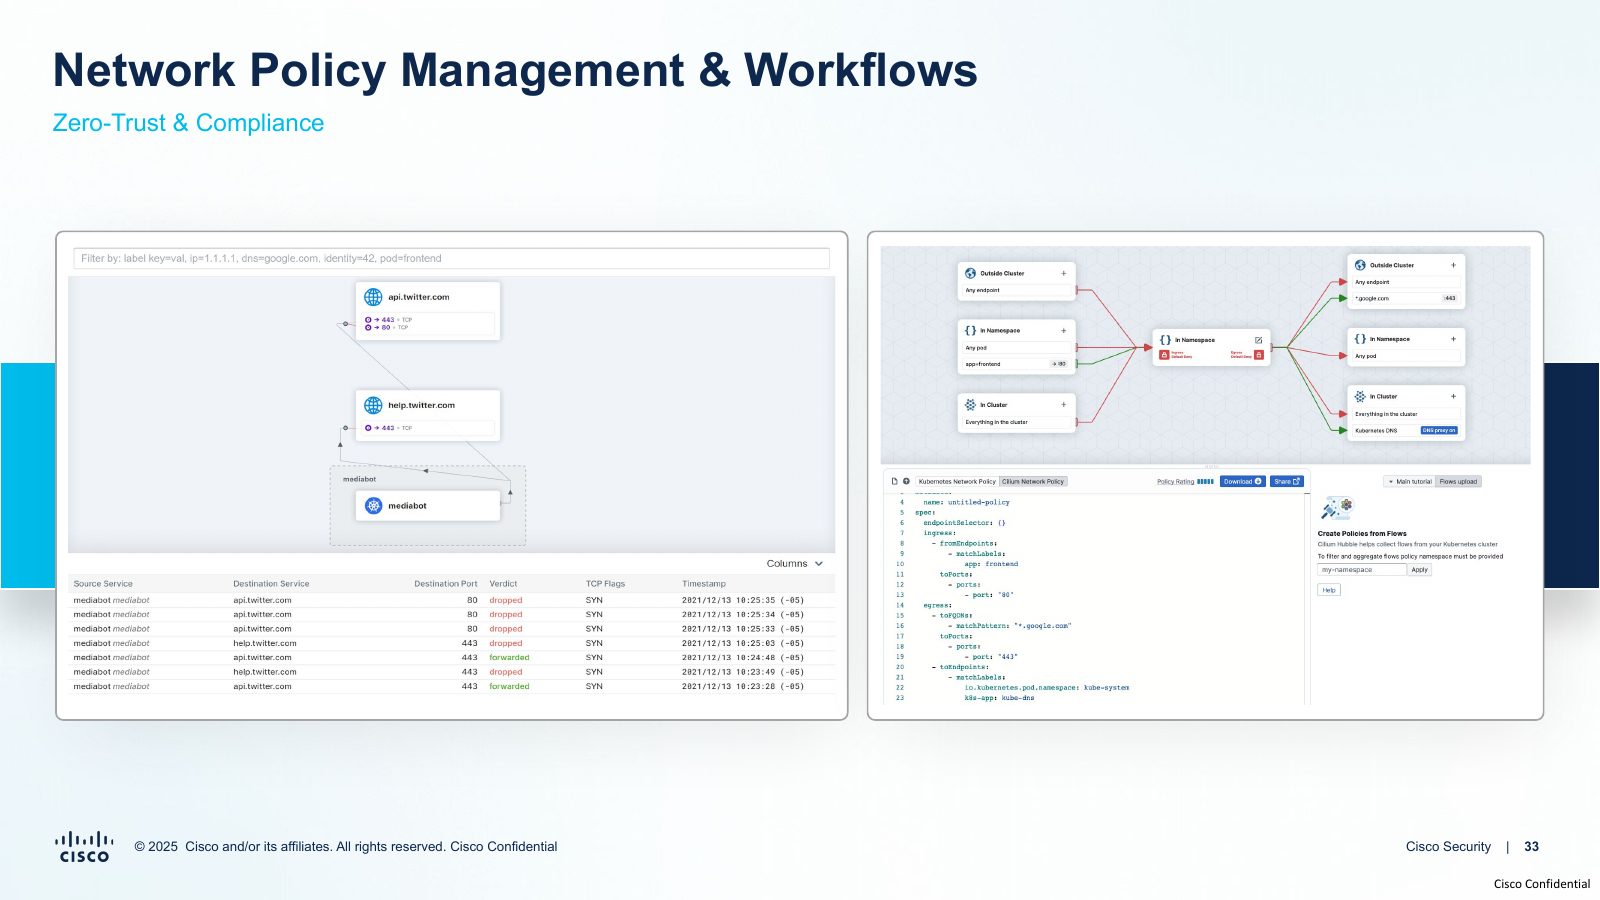 Network Policy Management & Workflows
Zero-Trust & Compliance
Filter by: label key=val, ip=1.1.1.1, dns=google.com, identity=42, pod=frontend
api.twitter.com
→ 443 • TCP
→ 80 • TCP
help.twitter.com
→ 443 • TCP
mediabot
mediabot
Columns
Source Service Destination Service Destination Port Verdict TCP Flags Timestamp
mediabot mediabot api.twitter.com 80 dropped SYN 2021/12/13 10:25:35 (-05)
mediabot mediabot api.twitter.com 80 dropped SYN 2021/12/13 10:25:34 (-05)
mediabot mediabot api.twitter.com 80 dropped SYN 2021/12/13 10:25:33 (-05)
mediabot mediabot help.twitter.com 443 dropped SYN 2021/12/13 10:25:03 (-05)
mediabot mediabot api.twitter.com 443 forwarded SYN 2021/12/13 10:24:48 (-05)
mediabot mediabot help.twitter.com 443 dropped SYN 2021/12/13 10:23:49 (-05)
mediabot mediabot api.twitter.com 443 forwarded SYN 2021/12/13 10:23:28 (-05)
Outside Cluster +
Any endpoint
{} In Namespace +
Any pod
app=frontend → 80
In Cluster +
Everything in the cluster
{} In Namespace
Ingress Default Deny
Egress Default Deny
Outside Cluster +
Any endpoint
*.google.com :443
{} In Namespace +
Any pod
In Cluster +
Everything in the cluster
Kubernetes DNS DNS proxy on
Kubernetes Network Policy Cilium Network Policy Policy Rating Download Share
4 name: untitled-policy
5 spec:
6 endpointSelector: {}
7 ingress:
8 - fromEndpoints:
9 - matchLabels:
10 app: frontend
11 toPorts:
12 - ports:
13 - port: "80"
14 egress:
15 - toFQDNs:
16 - matchPattern: "*.google.com"
17 toPorts:
18 - ports:
19 - port: "443"
20 - toEndpoints:
21 - matchLabels:
22 io.kubernetes.pod.namespace: kube-system
23 k8s-app: kube-dns
Main tutorial Flows upload
Create Policies from Flows
Cilium Hubble helps collect flows from your Kubernetes cluster
To filter and aggregate flows policy namespace must be provided
my-namespace Apply
Help
CISCO
© 2025 Cisco and/or its affiliates. All rights reserved. Cisco Confidential
Cisco Security | 33
Cisco Confidential